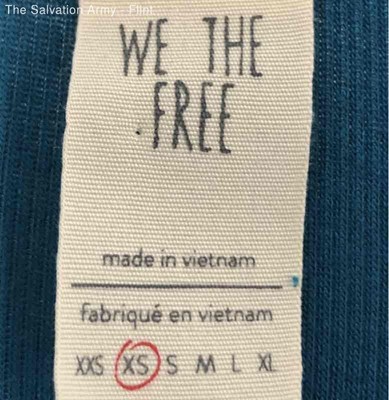 The Salvation Army - Flint
WE THE
FREE
made in vietnam
fabriqué en vietnam
XXS XS S M L XL